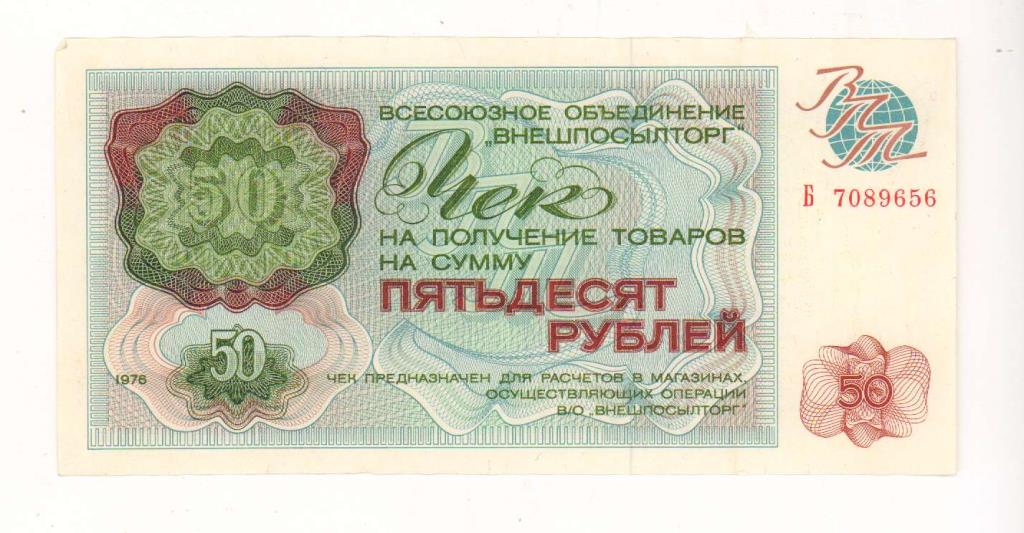 ВСЕСОЮЗНОЕ ОБЪЕДИНЕНИЕ
„ВНЕШПОСЫЛТОРГ"
ВПТ
50
Чек
Б 7089656
НА ПОЛУЧЕНИЕ ТОВАРОВ
НА СУММУ
ПЯТЬДЕСЯТ
РУБЛЕЙ
50
1976
ЧЕК ПРЕДНАЗНАЧЕН ДЛЯ РАСЧЕТОВ В МАГАЗИНАХ,
ОСУЩЕСТВЛЯЮЩИХ ОПЕРАЦИИ
В/О „ВНЕШПОСЫЛТОРГ"
50